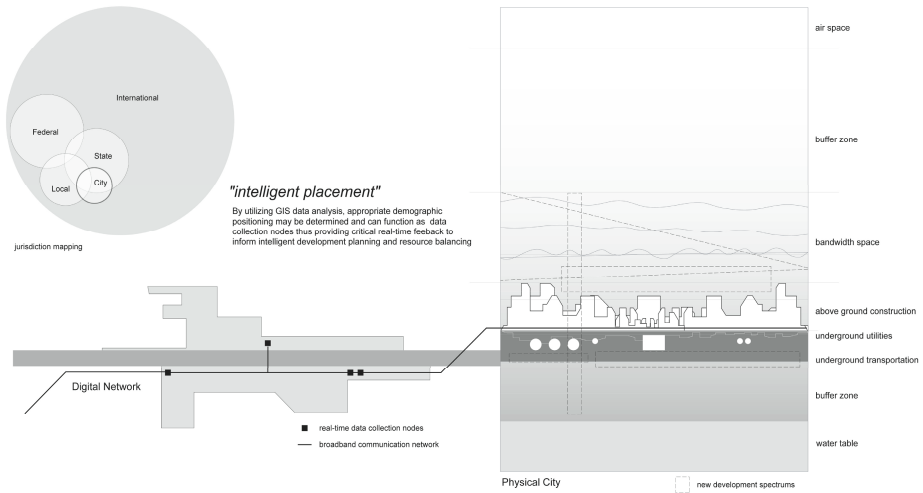 International
Federal
State
Local
City
jurisdiction mapping
"intelligent placement"
By utilizing GIS data analysis, appropriate demographic
positioning may be determined and can function as data
collection nodes thus providing critical real-time feeback to
inform intelligent development planning and resource balancing
Digital Network
real-time data collection nodes
broadband communication network
air space
buffer zone
bandwidth space
above ground construction
underground utilities
underground transportation
buffer zone
water table
Physical City
new development spectrums